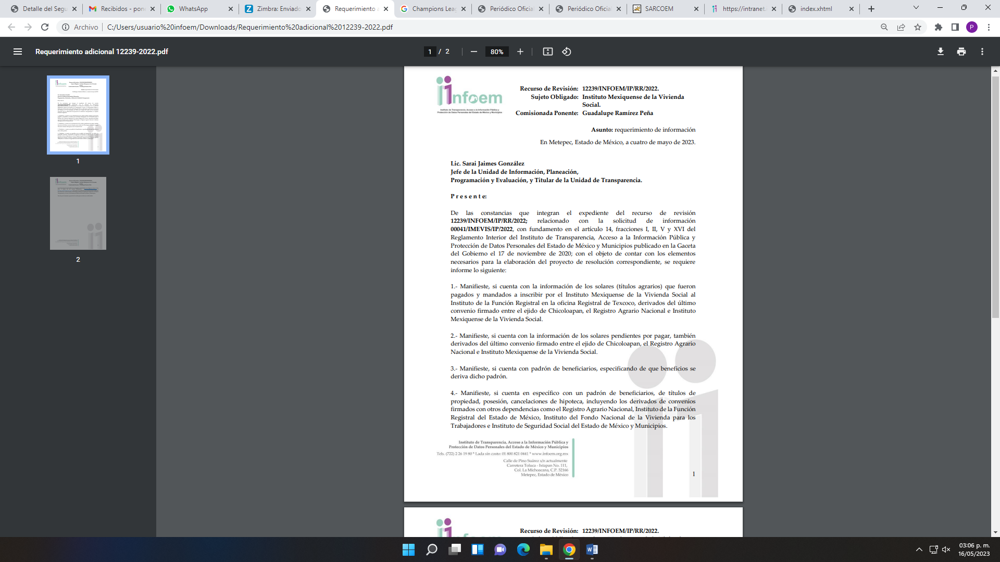 Detalle del Segu
Recibidos - pone
WhatsApp
Zimbra: Enviado
Requerimiento a
Champions Leag
Periódico Oficia
Periódico Oficia
SARCOEM
https://intranet.
index.xhtml
Archivo
C:/Users/usuario%20infoem/Downloads/Requerimiento%20adicional%2012239-2022.pdf
P
Requerimiento adicional 12239-2022.pdf
1 / 2
80%
1
2
infoem
Instituto de Transparencia, Acceso a la Información Pública y
Protección de Datos Personales del Estado de México y Municipios
Recurso de Revisión: 12239/INFOEM/IP/RR/2022.
Sujeto Obligado: Instituto Mexiquense de la Vivienda
Social.
Comisionada Ponente: Guadalupe Ramírez Peña
Asunto: requerimiento de información
En Metepec, Estado de México, a cuatro de mayo de 2023.
Lic. Sarai Jaimes González
Jefe de la Unidad de Información, Planeación,
Programación y Evaluación, y Titular de la Unidad de Transparencia.
P r e s e n t e:
De las constancias que integran el expediente del recurso de revisión
12239/INFOEM/IP/RR/2022; relacionado con la solicitud de información
00041/IMEVIS/IP/2022, con fundamento en el artículo 14, fracciones I, II, V y XVI del
Reglamento Interior del Instituto de Transparencia, Acceso a la Información Pública y
Protección de Datos Personales del Estado de México y Municipios publicado en la Gaceta
del Gobierno el 17 de noviembre de 2020; con el objeto de contar con los elementos
necesarios para la elaboración del proyecto de resolución correspondiente, se requiere
informe lo siguiente:
1.- Manifieste, si cuenta con la información de los solares (títulos agrarios) que fueron
pagados y mandados a inscribir por el Instituto Mexiquense de la Vivienda Social al
Instituto de la Función Registral en la oficina Registral de Texcoco, derivados del último
convenio firmado entre el ejido de Chicoloapan, el Registro Agrario Nacional e Instituto
Mexiquense de la Vivienda Social.
2.- Manifieste, si cuenta con la información de los solares pendientes por pagar, también
derivados del último convenio firmado entre el ejido de Chicoloapan, el Registro Agrario
Nacional e Instituto Mexiquense de la Vivienda Social.
3.- Manifieste, si cuenta con padrón de beneficiarios, especificando de que beneficios se
deriva dicho padrón.
4.- Manifieste, si cuenta en específico con un padrón de beneficiarios, de títulos de
propiedad, posesión, cancelaciones de hipoteca, incluyendo los derivados de convenios
firmados con otros dependencias como el Registro Agrario Nacional, Instituto de la Función
Registral del Estado de México, Instituto del Fondo Nacional de la Vivienda para los
Trabajadores e Instituto de Seguridad Social del Estado de México y Municipios.
Instituto de Transparencia, Acceso a la Información Pública y
Protección de Datos Personales del Estado de México y Municipios
Tels. (722) 2 26 19 80 * Lada sin costo: 01 800 821 0441 * www.infoem.org.mx
Calle de Pino Suárez s/n actualmente
Carretera Toluca - Ixtapan No. 111,
Col. La Michoacana, C.P. 52166
Metepec, Estado de México
1
Recurso de Revisión: 12239/INFOEM/IP/RR/2022.
03:06 p. m.
16/05/2023